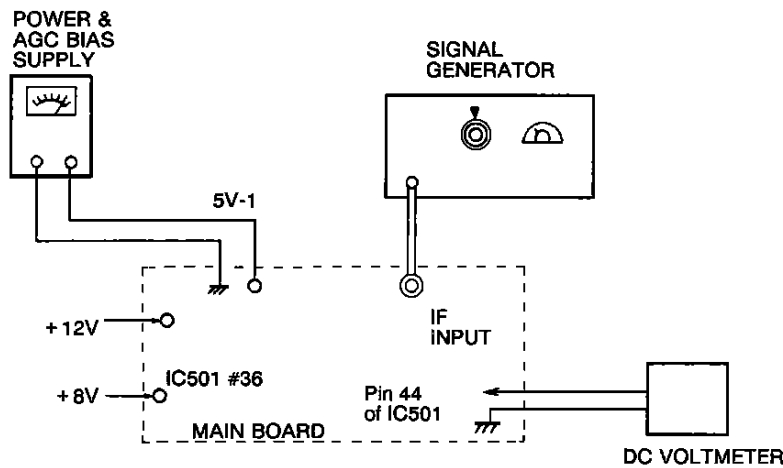 POWER &
AGC BIAS
SUPPLY
SIGNAL
GENERATOR
5V-1
+12V
IF
INPUT
IC501 #36
+8V
Pin 44
of IC501
MAIN BOARD
DC VOLTMETER